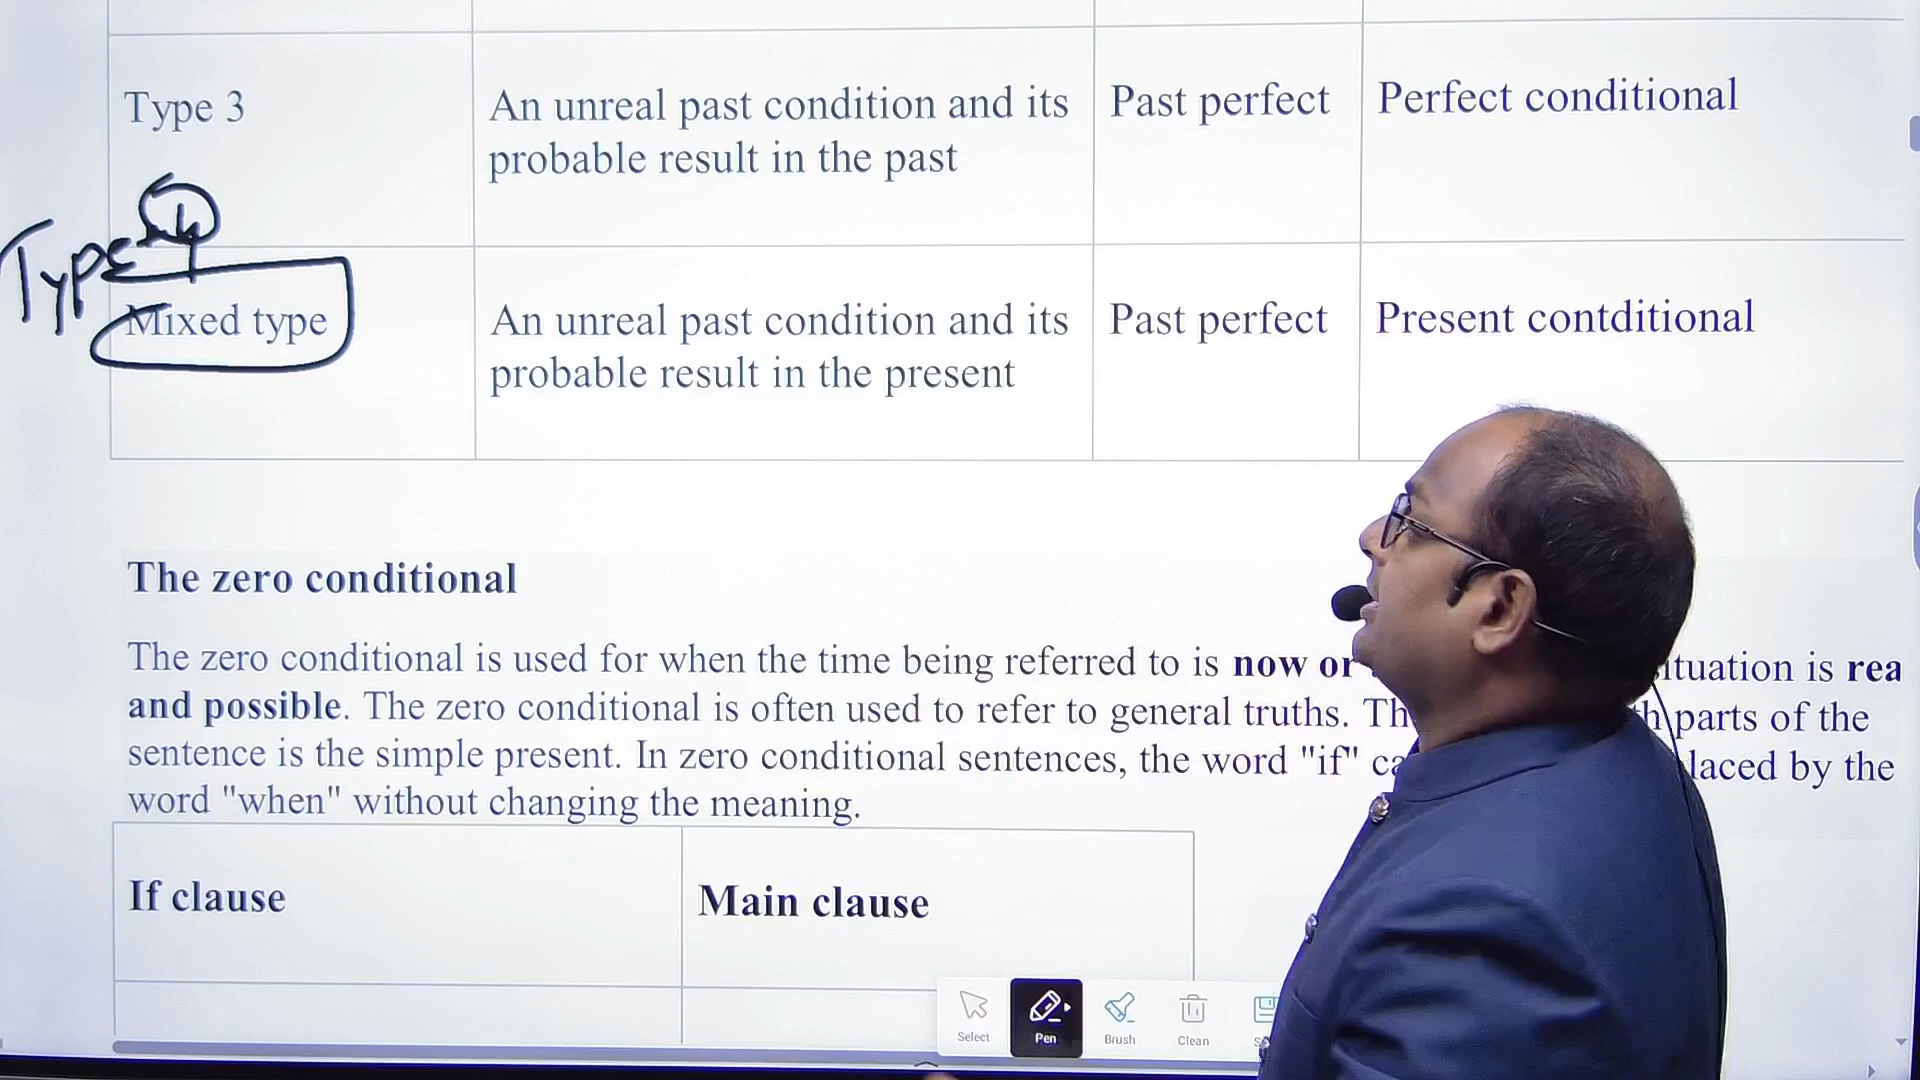 Type 3
An unreal past condition and its
probable result in the past
Past perfect
Perfect conditional
Type 4
Mixed type
An unreal past condition and its
probable result in the present
Past perfect
Present contditional
The zero conditional
The zero conditional is used for when the time being referred to is now or ituation is rea
and possible. The zero conditional is often used to refer to general truths. Th parts of the
sentence is the simple present. In zero conditional sentences, the word "if" ca laced by the
word "when" without changing the meaning.
If clause
Main clause
Select
Pen
Brush
Clean